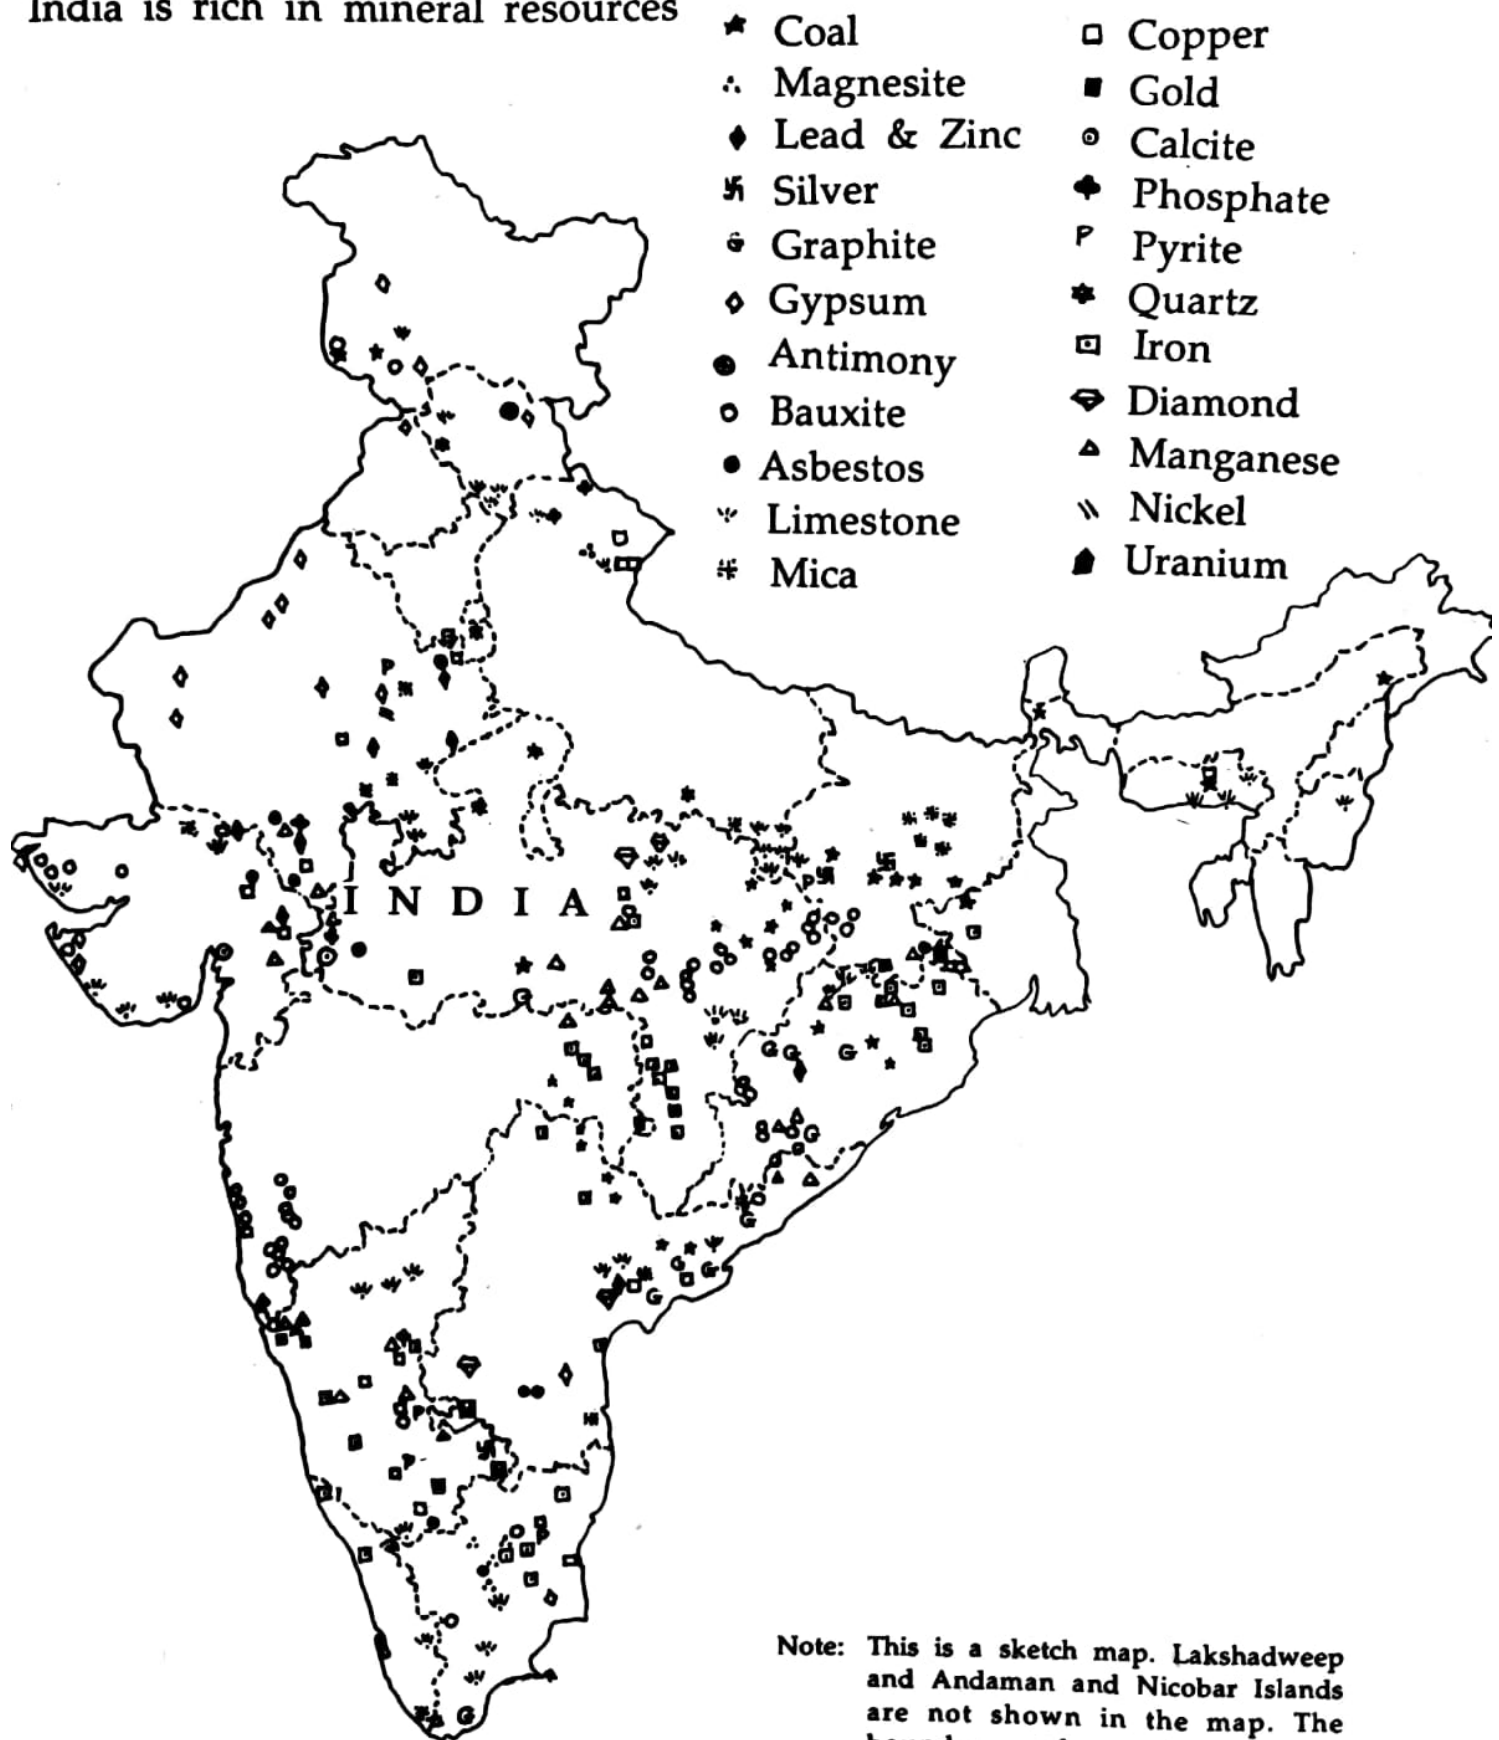 India is rich in mineral resources
Coal
Magnesite
Lead & Zinc
Silver
Graphite
Gypsum
Antimony
Bauxite
Asbestos
Limestone
Mica
Copper
Gold
Calcite
Phosphate
P Pyrite
Quartz
Iron
Diamond
Manganese
Nickel
Uranium
INDIA
Note: This is a sketch map. Lakshadweep
and Andaman and Nicobar Islands
are not shown in the map. The